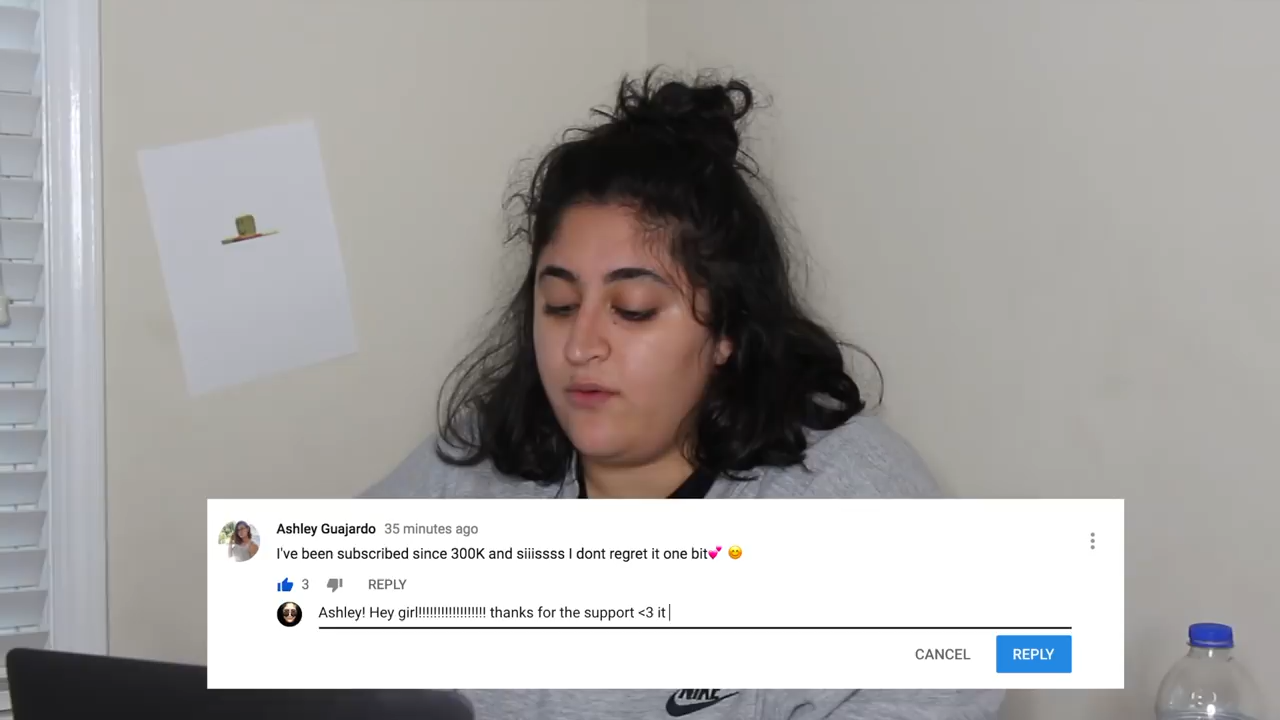 Ashley Guajardo 35 minutes ago
I've been subscribed since 300K and siiissss I dont regret it one bit💕 😊
3 REPLY
Ashley! Hey girl!!!!!!!!!!!!!!!!!! thanks for the support <3 it
CANCEL REPLY
NIKE